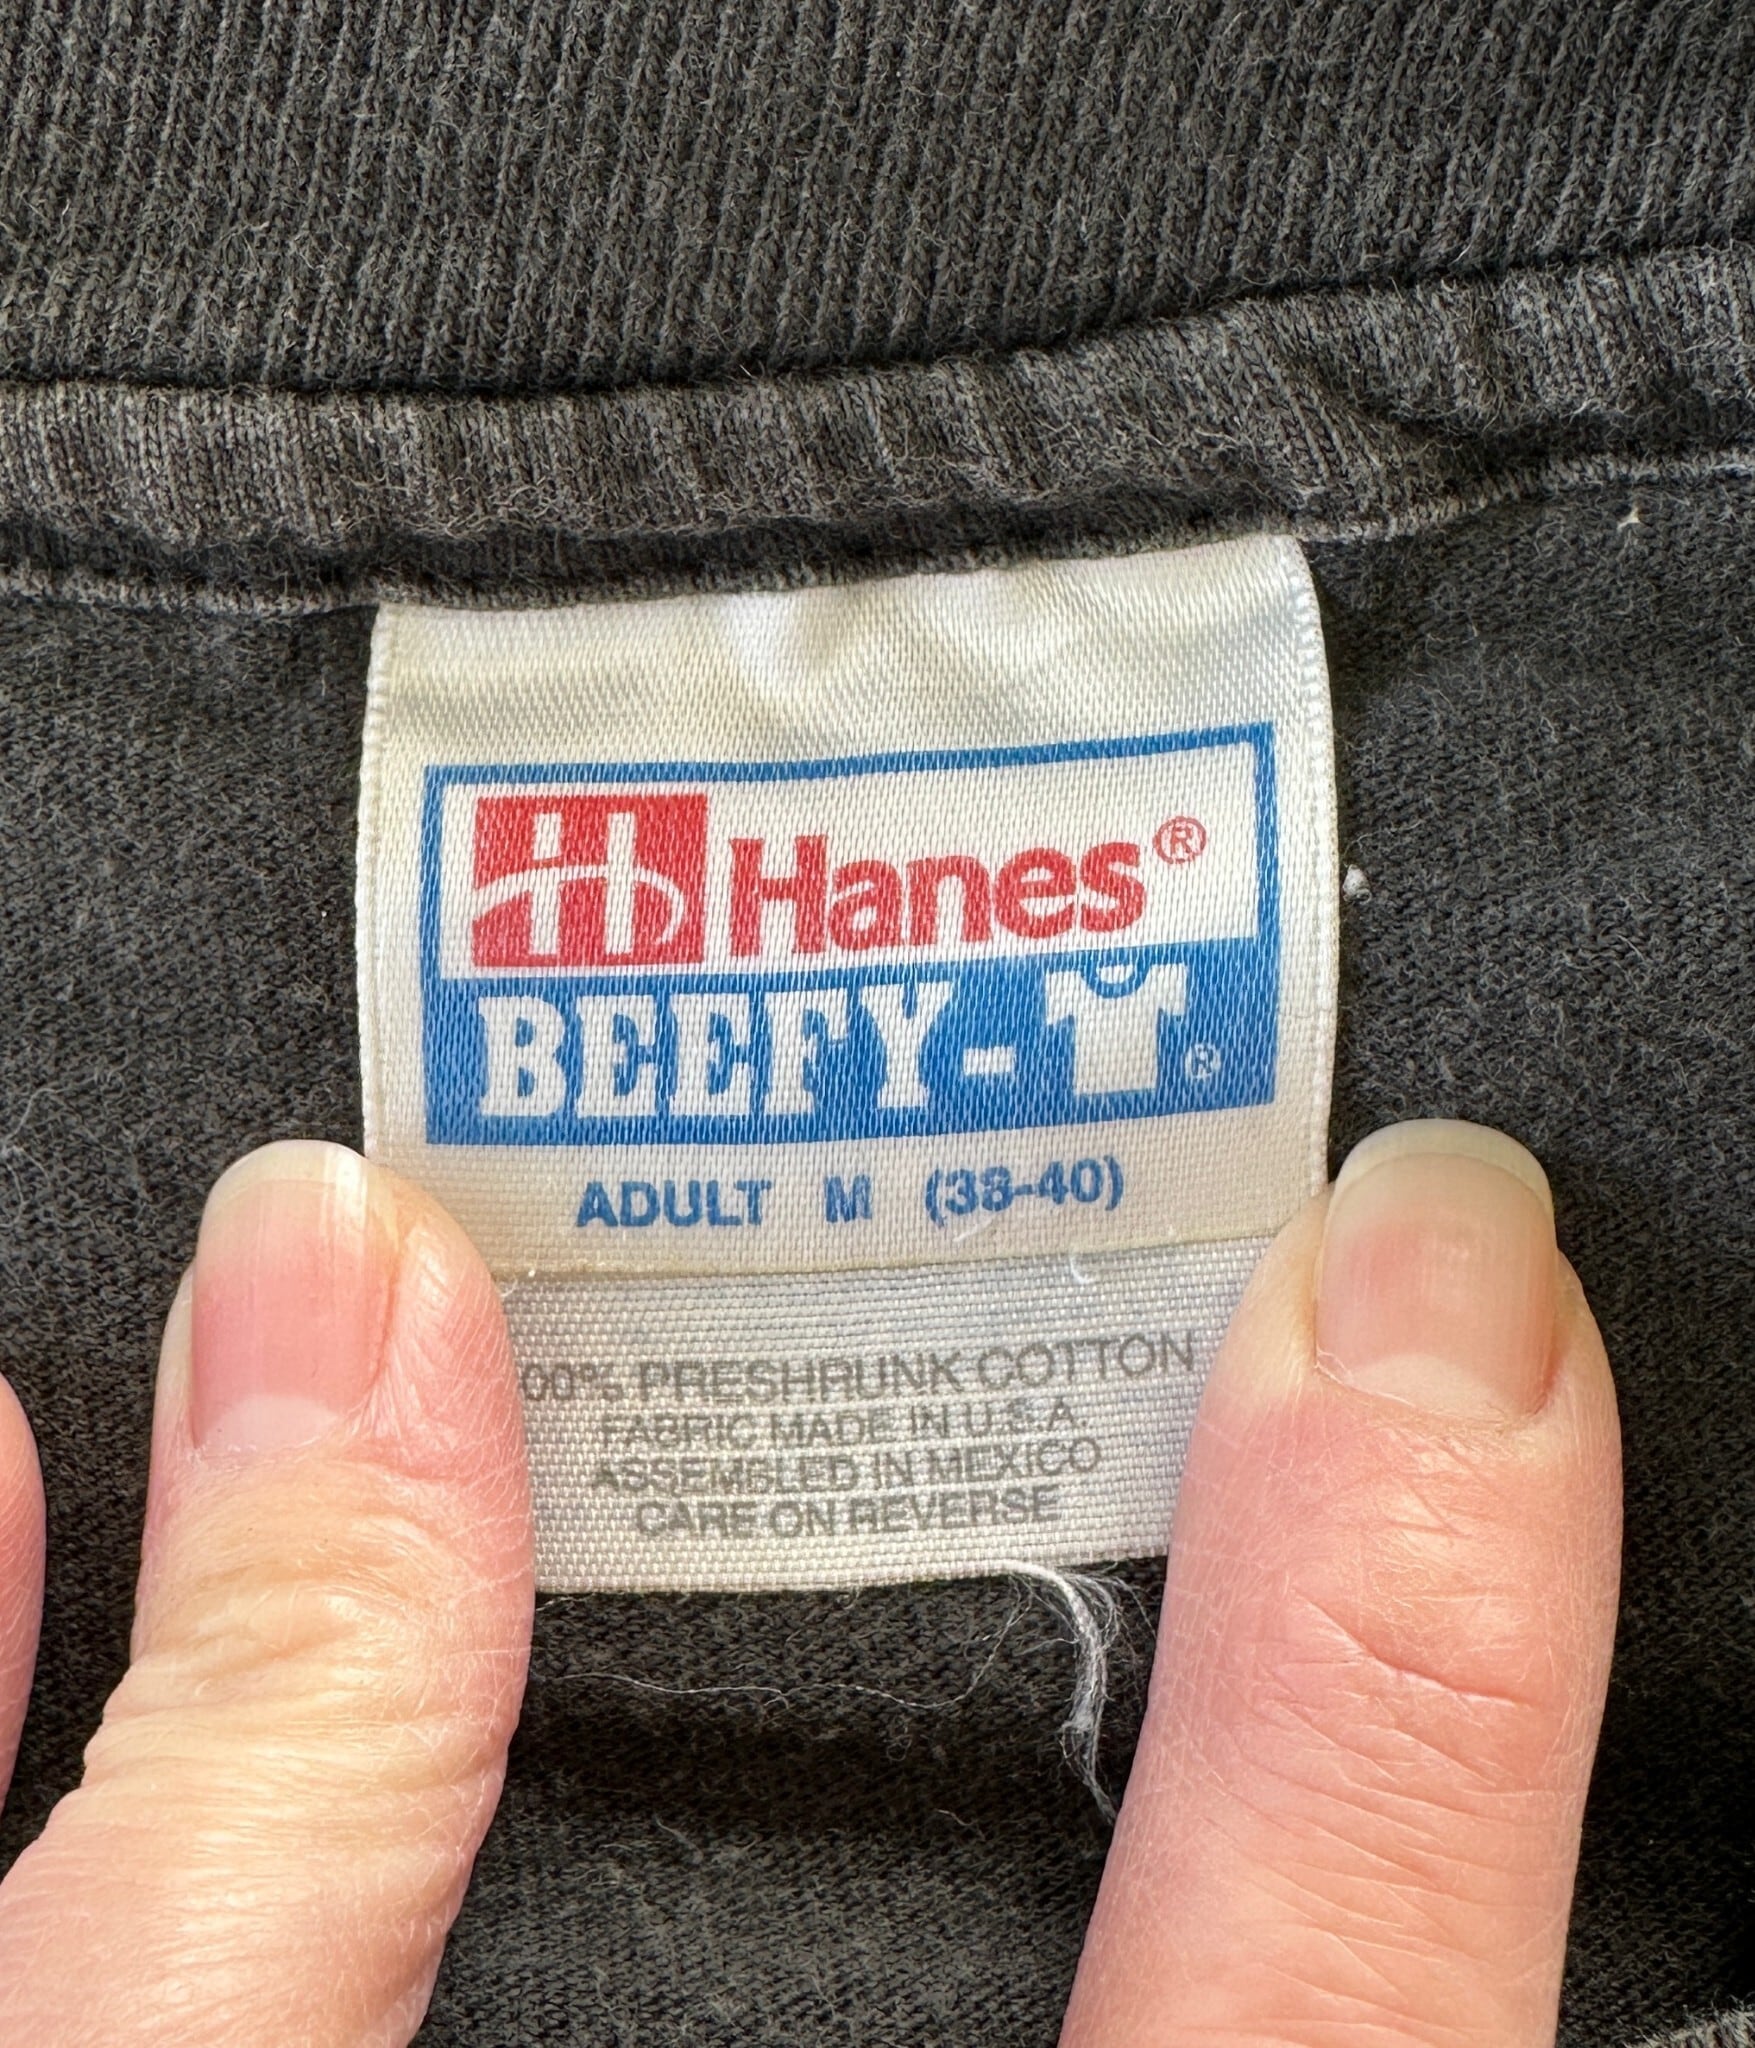 Hanes®
BEEFY-®
ADULT M (38-40)
00% PRESHRUNK COTTON
FABRIC MADE IN U.S.A.
ASSEMBLED IN MEXICO
CARE ON REVERSE